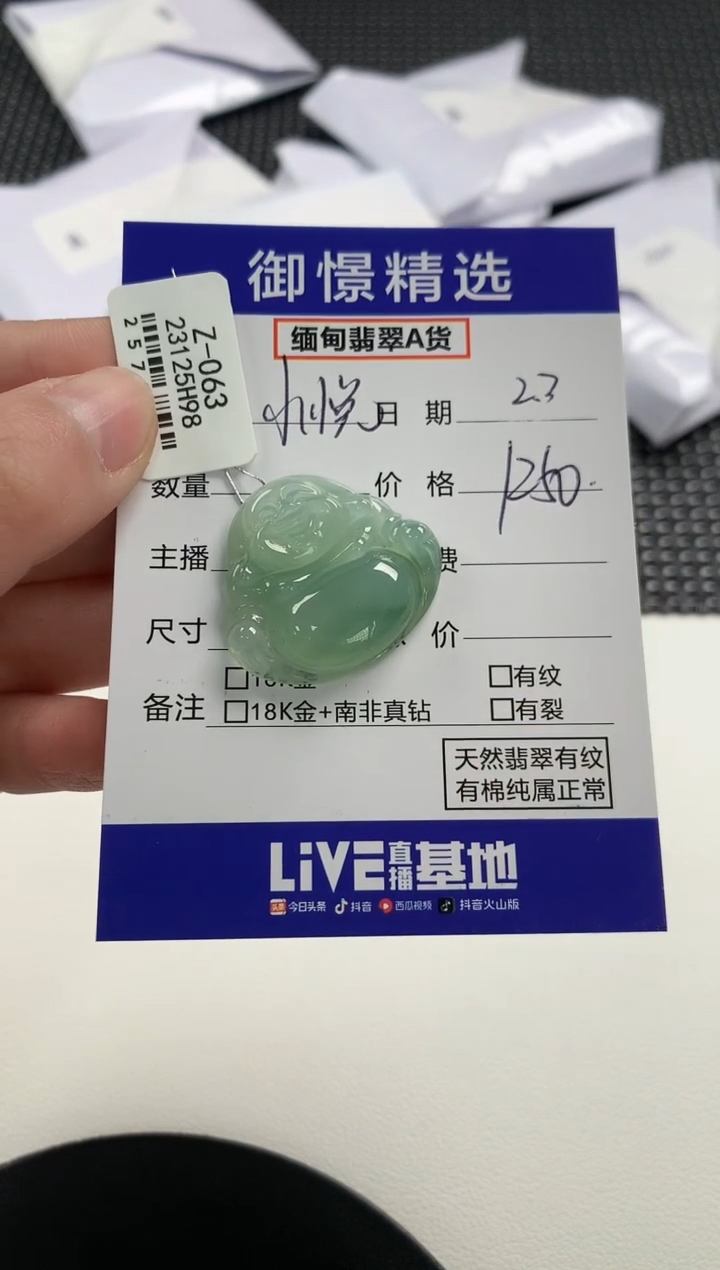 御憬精选
缅甸翡翠A货
Z-063
23125H98
257
日 期 2.3
数量 价 格 1250.
主播 费
尺寸 价
18K金 □有纹
备注 □18K金+南非真钻 □有裂
天然翡翠有纹
有棉纯属正常
LiVE直播基地
今日头条 抖音 西瓜视频 抖音火山版